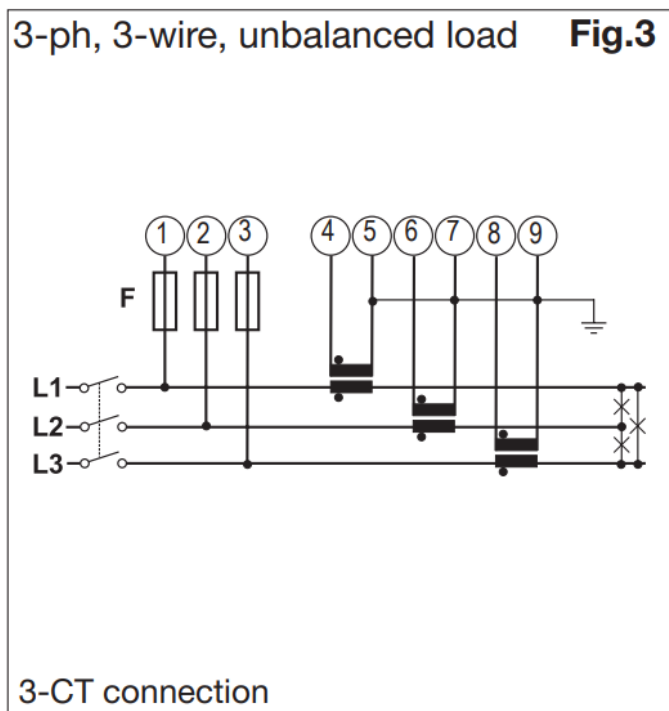 3-ph, 3-wire, unbalanced load Fig.3
1 2 3 4 5 6 7 8 9
F
L1
L2
L3
3-CT connection